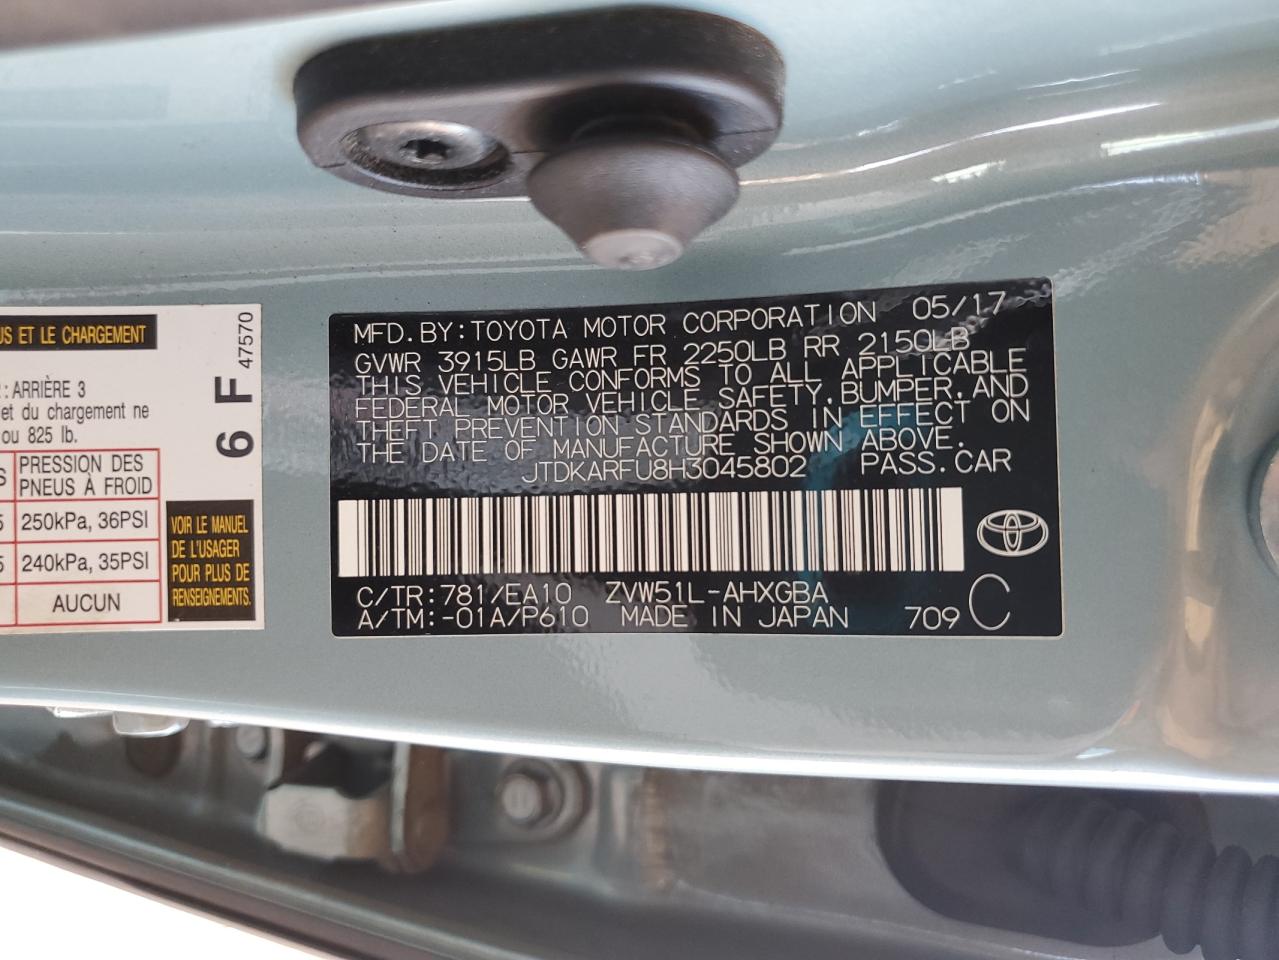 US ET LE CHARGEMENT
: ARRIÈRE 3
et du chargement ne
ou 825 lb.
S PRESSION DES PNEUS À FROID
5 250kPa, 36PSI
5 240kPa, 35PSI
AUCUN
6 F
47570
VOIR LE MANUEL
DE L'USAGER
POUR PLUS DE
RENSEIGNEMENTS.
MFD.BY:TOYOTA MOTOR CORPORATION 05/17
GVWR 3915LB GAWR FR 2250LB RR 2150LB
THIS VEHICLE CONFORMS TO ALL APPLICABLE
FEDERAL MOTOR VEHICLE SAFETY,BUMPER,AND
THEFT PREVENTION STANDARDS IN EFFECT ON
THE DATE OF MANUFACTURE SHOWN ABOVE.
JTDKARFU8H3045802 PASS.CAR
C/TR:781/EA10 ZVW51L-AHXGBA
A/TM:-01A/P610 MADE IN JAPAN 709 C